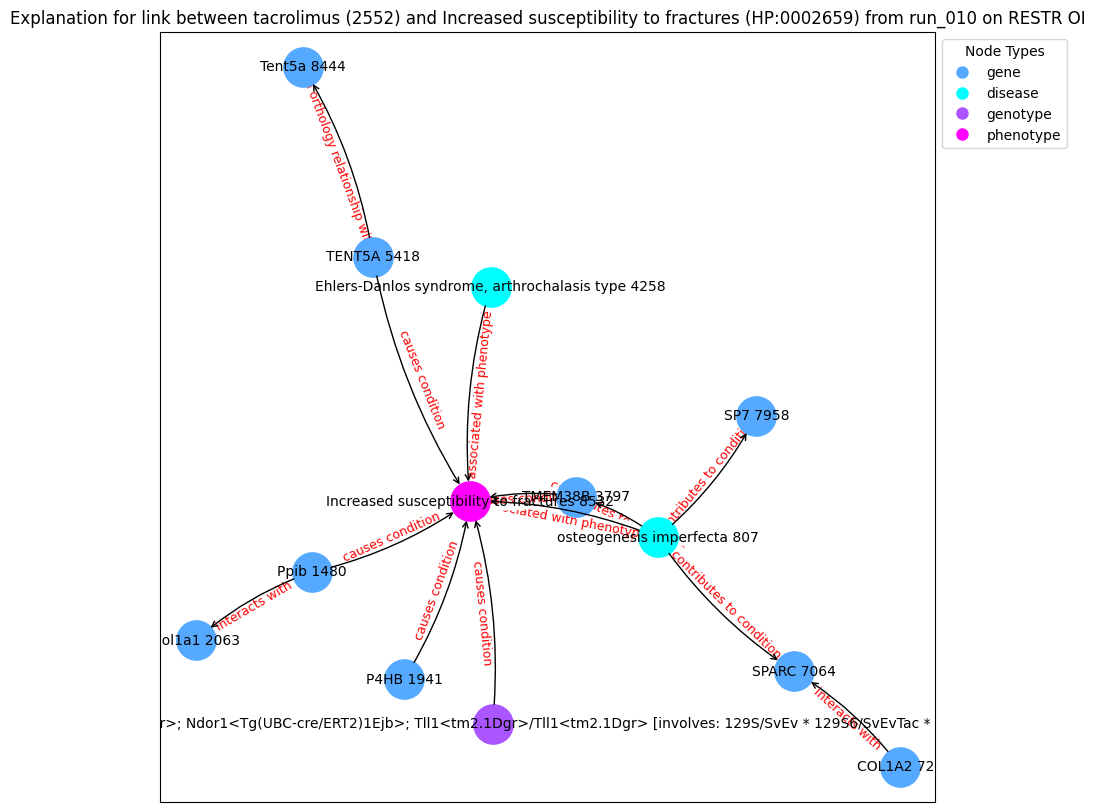 Explanation for link between tacrolimus (2552) and Increased susceptibility to fractures (HP:0002659) from run_010 on RESTR OI
Node Types
gene
disease
genotype
phenotype
Tent5a 8444
orthology relationship
TENT5A 5418
Ehlers-Danlos syndrome, arthrochalasis type 4258
causes condition
associated with phenotype
SP7 7958
contributes to condition
TMEM38B 3797
Increased susceptibility to fractures 8532
associated with phenotype
osteogenesis imperfecta 807
causes condition
Ppib 1480
contributes to condition
interacts with
causes condition
causes condition
ol1a1 2063
SPARC 7064
P4HB 1941
interacts with
r>; Ndor1<Tg(UBC-cre/ERT2)1Ejb>; Tll1<tm2.1Dgr>/Tll1<tm2.1Dgr> [involves: 129S/SvEv * 129S6/SvEvTac *
COL1A2 72